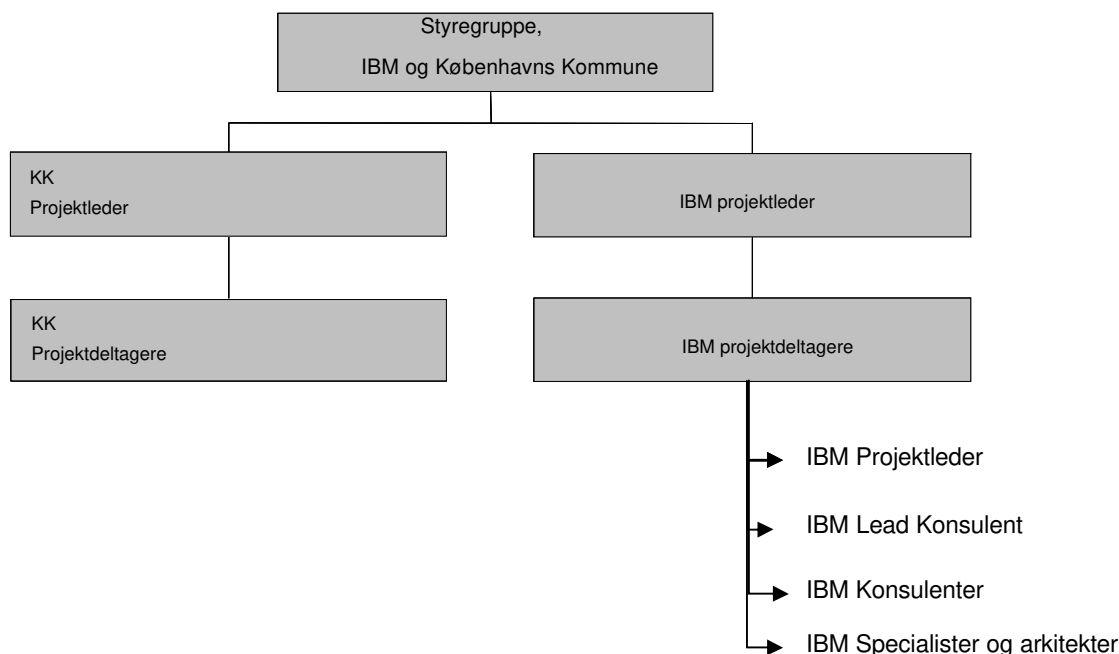 Styregruppe,
IBM og Københavns Kommune
KK
Projektleder
IBM projektleder
KK
Projektdeltagere
IBM projektdeltagere
IBM Projektleder
IBM Lead Konsulent
IBM Konsulenter
IBM Specialister og arkitekter